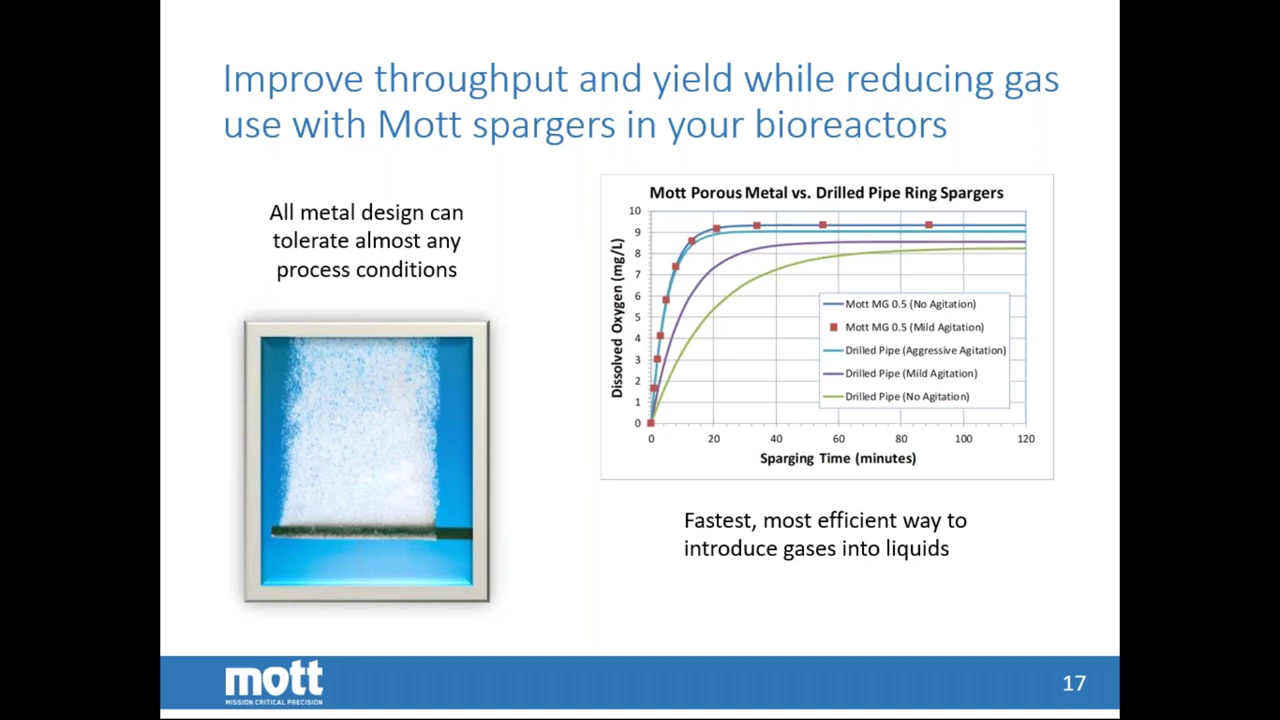 Improve throughput and yield while reducing gas
use with Mott spargers in your bioreactors
All metal design can
tolerate almost any
process conditions
Mott Porous Metal vs. Drilled Pipe Ring Spargers
Dissolved Oxygen (mg/L)
10
9
8
7
6
5
4
3
2
1
0
Mott MG 0.5 (No Agitation)
Mott MG 0.5 (Mild Agitation)
Drilled Pipe (Aggressive Agitation)
Drilled Pipe (Mild Agitation)
Drilled Pipe (No Agitation)
0 20 40 60 80 100 120
Sparging Time (minutes)
Fastest, most efficient way to
introduce gases into liquids
mott
MISSION CRITICAL PRECISION
17